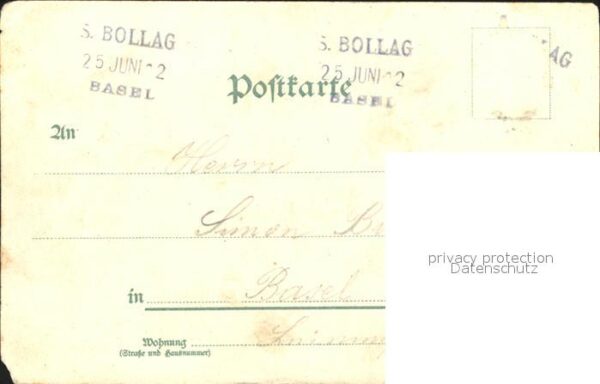 S. BOLLAG
25 JUNI 2
BASEL
S. BOLLAG
25 JUNI 2
BASEL
AG
Postkarte
An
Herrn
Simon
privacy protection
Datenschutz
in Basel
Wohnung
(Straße und Hausnummer)